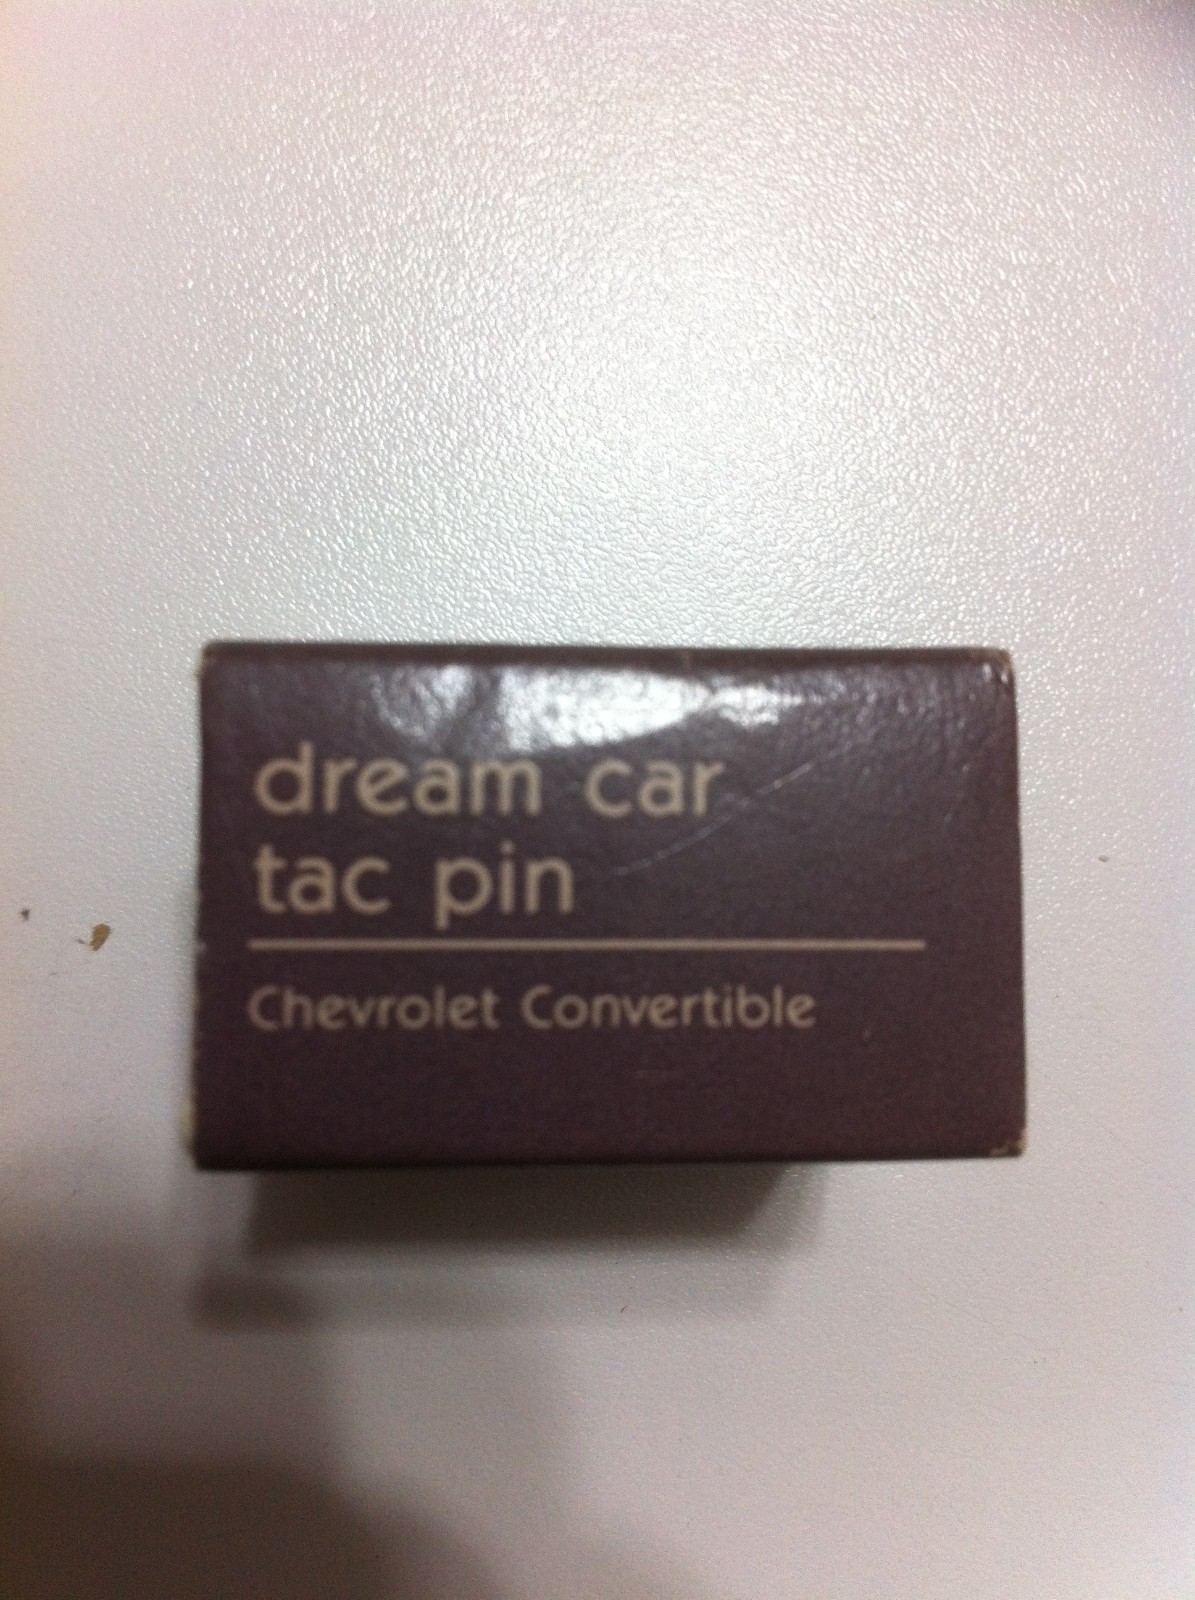 dream car
tac pin
Chevrolet Convertible